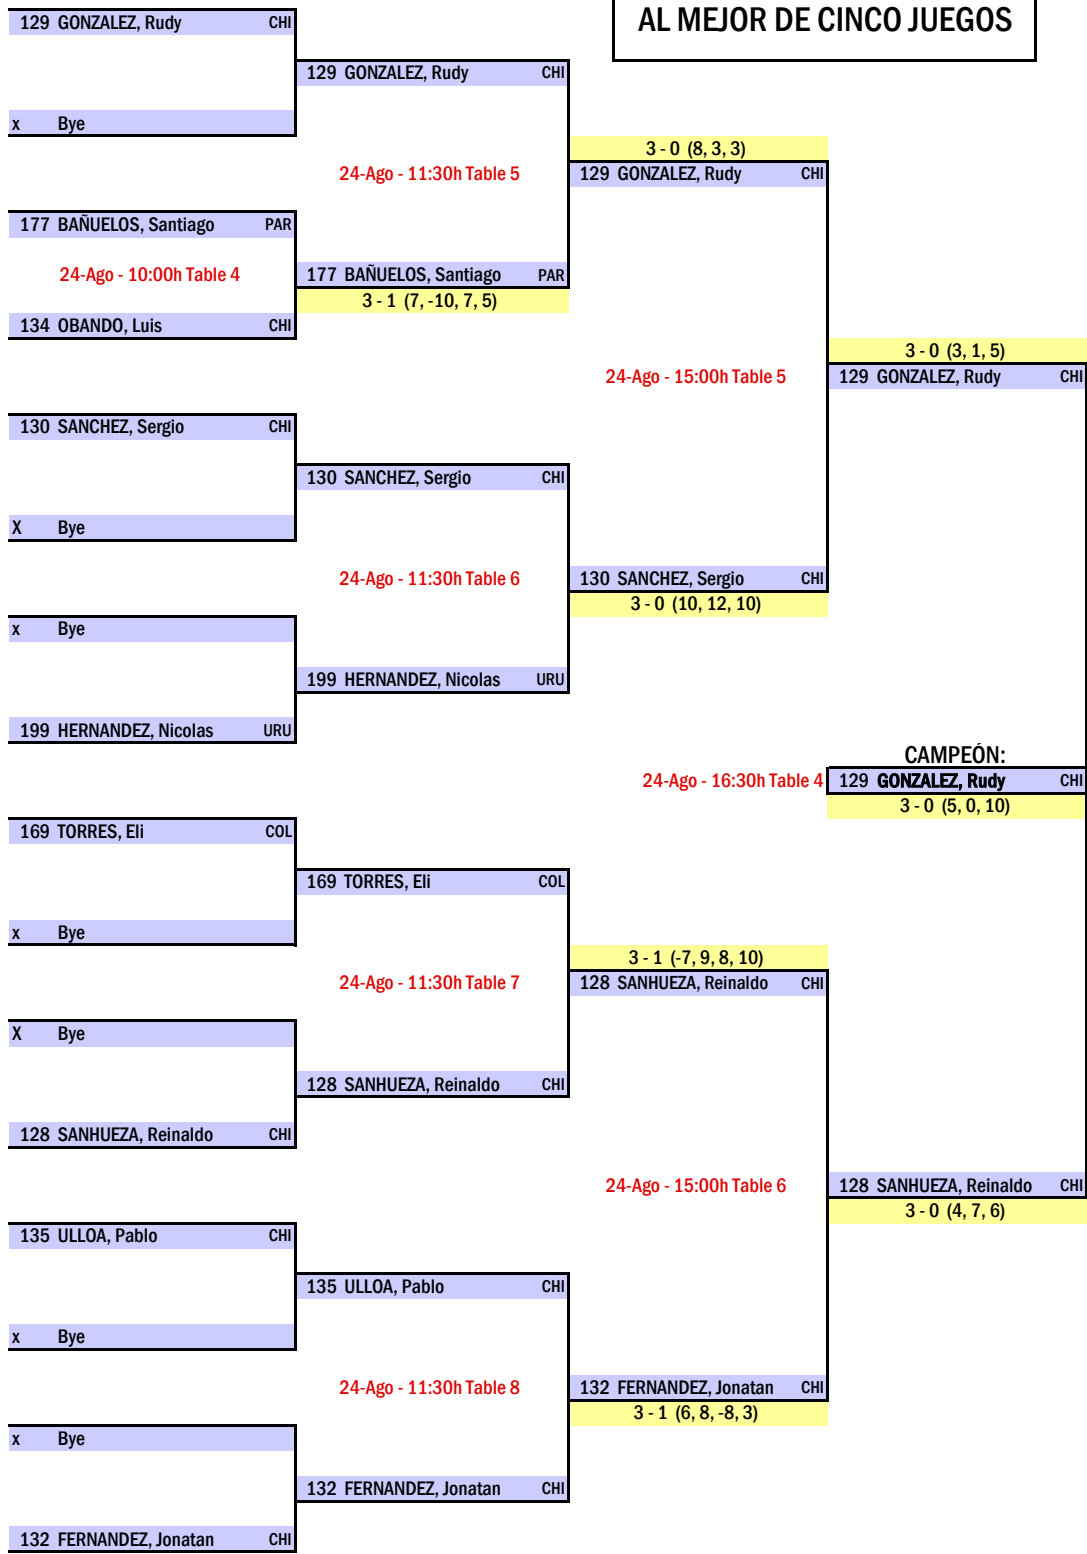 AL MEJOR DE CINCO JUEGOS
129 GONZALEZ, Rudy CHI
129 GONZALEZ, Rudy CHI
x Bye
3 - 0 (8, 3, 3)
24-Ago - 11:30h Table 5
129 GONZALEZ, Rudy CHI
177 BAÑUELOS, Santiago PAR
24-Ago - 10:00h Table 4
177 BAÑUELOS, Santiago PAR
3 - 1 (7, -10, 7, 5)
134 OBANDO, Luis CHI
3 - 0 (3, 1, 5)
24-Ago - 15:00h Table 5
129 GONZALEZ, Rudy CHI
130 SANCHEZ, Sergio CHI
130 SANCHEZ, Sergio CHI
X Bye
24-Ago - 11:30h Table 6
130 SANCHEZ, Sergio CHI
3 - 0 (10, 12, 10)
x Bye
199 HERNANDEZ, Nicolas URU
199 HERNANDEZ, Nicolas URU
CAMPEÓN:
24-Ago - 16:30h Table 4
129 GONZALEZ, Rudy CHI
3 - 0 (5, 0, 10)
169 TORRES, Eli COL
169 TORRES, Eli COL
x Bye
3 - 1 (-7, 9, 8, 10)
24-Ago - 11:30h Table 7
128 SANHUEZA, Reinaldo CHI
X Bye
128 SANHUEZA, Reinaldo CHI
128 SANHUEZA, Reinaldo CHI
24-Ago - 15:00h Table 6
128 SANHUEZA, Reinaldo CHI
3 - 0 (4, 7, 6)
135 ULLOA, Pablo CHI
135 ULLOA, Pablo CHI
x Bye
24-Ago - 11:30h Table 8
132 FERNANDEZ, Jonatan CHI
3 - 1 (6, 8, -8, 3)
x Bye
132 FERNANDEZ, Jonatan CHI
132 FERNANDEZ, Jonatan CHI